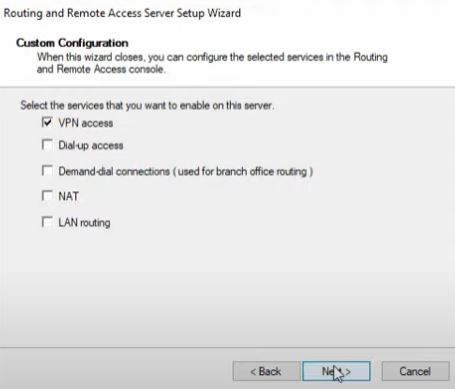 Routing and Remote Access Server Setup Wizard
Custom Configuration
When this wizard closes, you can configure the selected services in the Routing
and Remote Access console.
Select the services that you want to enable on this server.
VPN access
Dial-up access
Demand-dial connections (used for branch office routing)
NAT
LAN routing
< Back
Next >
Cancel